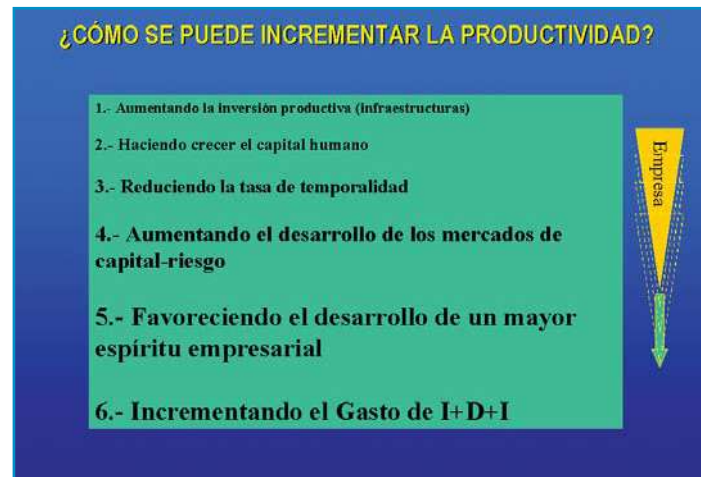 ¿CÓMO SE PUEDE INCREMENTAR LA PRODUCTIVIDAD?
1.- Aumentando la inversión productiva (infraestructuras)
2.- Haciendo crecer el capital humano
3.- Reduciendo la tasa de temporalidad
4.- Aumentando el desarrollo de los mercados de
capital-riesgo
5.- Favoreciendo el desarrollo de un mayor
espíritu empresarial
6.- Incrementando el Gasto de I+D+I
Empresa